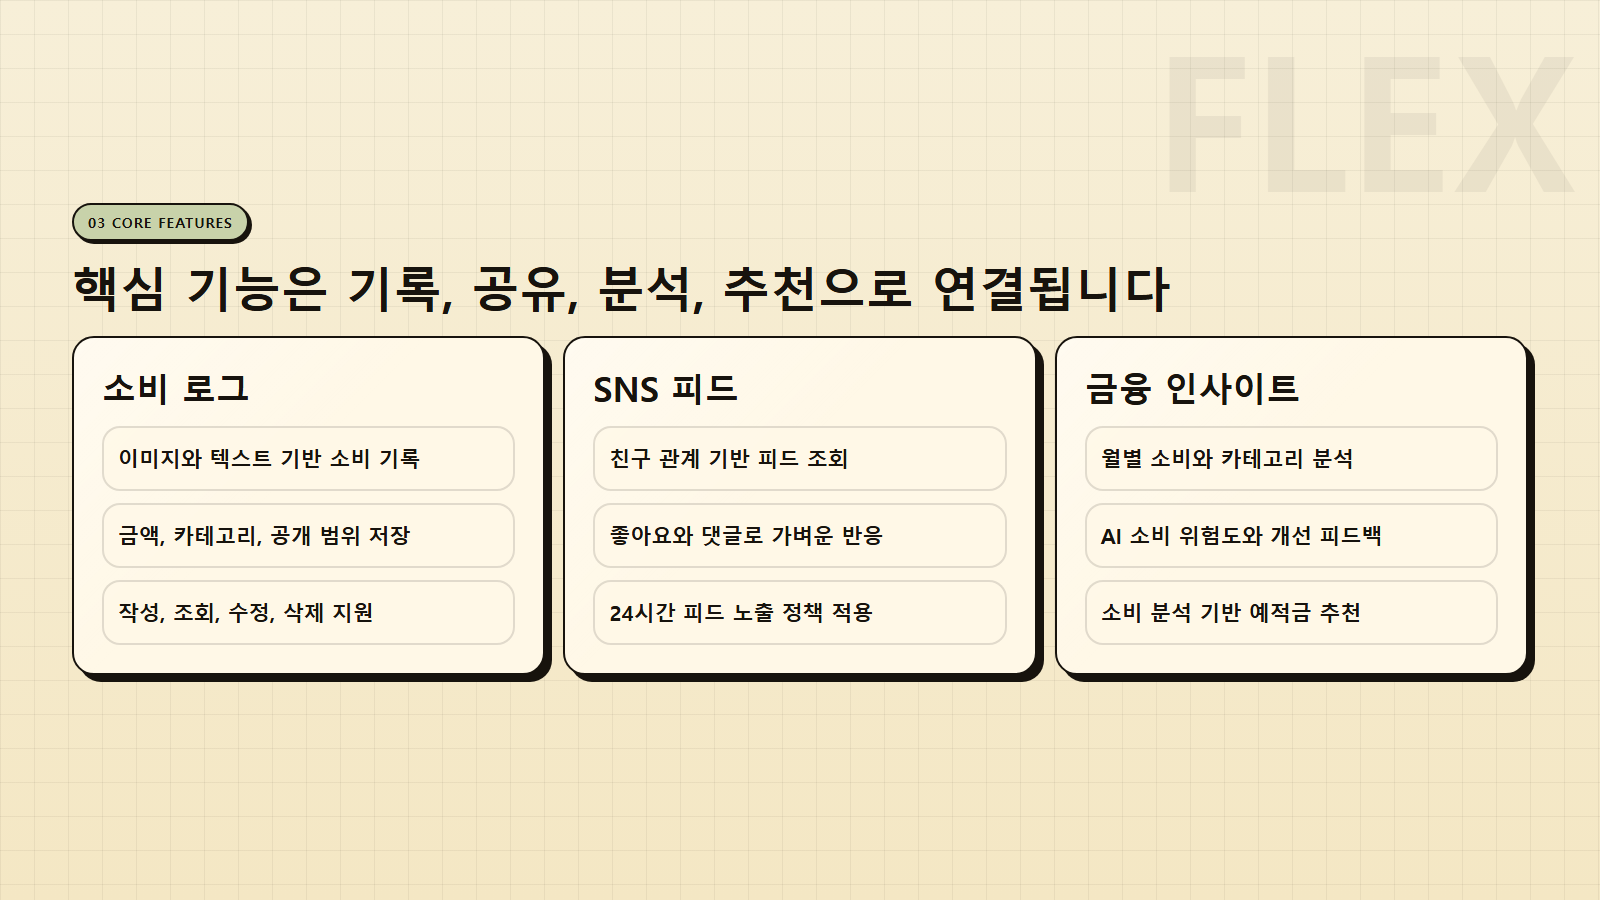 FLEX
03 CORE FEATURES
핵심 기능은 기록, 공유, 분석, 추천으로 연결됩니다
소비 로그
이미지와 텍스트 기반 소비 기록
금액, 카테고리, 공개 범위 저장
작성, 조회, 수정, 삭제 지원
SNS 피드
친구 관계 기반 피드 조회
좋아요와 댓글로 가벼운 반응
24시간 피드 노출 정책 적용
금융 인사이트
월별 소비와 카테고리 분석
AI 소비 위험도와 개선 피드백
소비 분석 기반 예적금 추천